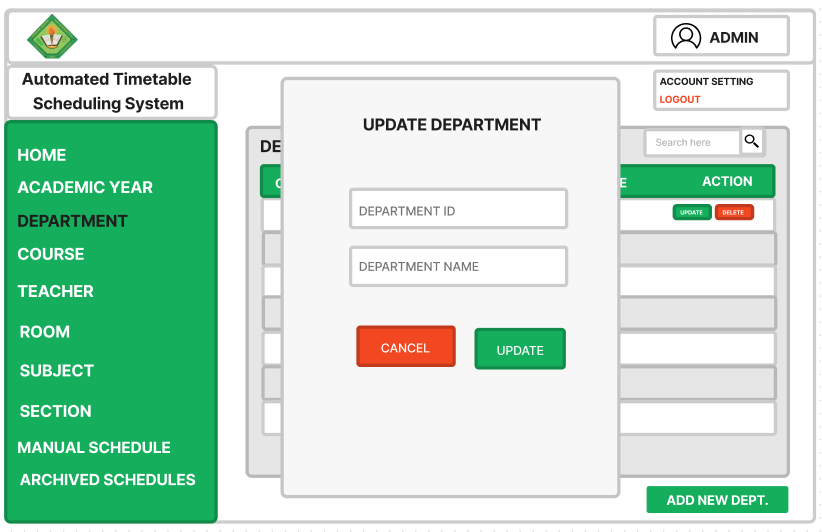 ADMIN
Automated Timetable
Scheduling System
ACCOUNT SETTING
LOGOUT
HOME
ACADEMIC YEAR
DEPARTMENT
COURSE
TEACHER
ROOM
SUBJECT
SECTION
MANUAL SCHEDULE
ARCHIVED SCHEDULES
DE
Search here
E
ACTION
UPDATE
DELETE
UPDATE DEPARTMENT
DEPARTMENT ID
DEPARTMENT NAME
CANCEL
UPDATE
ADD NEW DEPT.